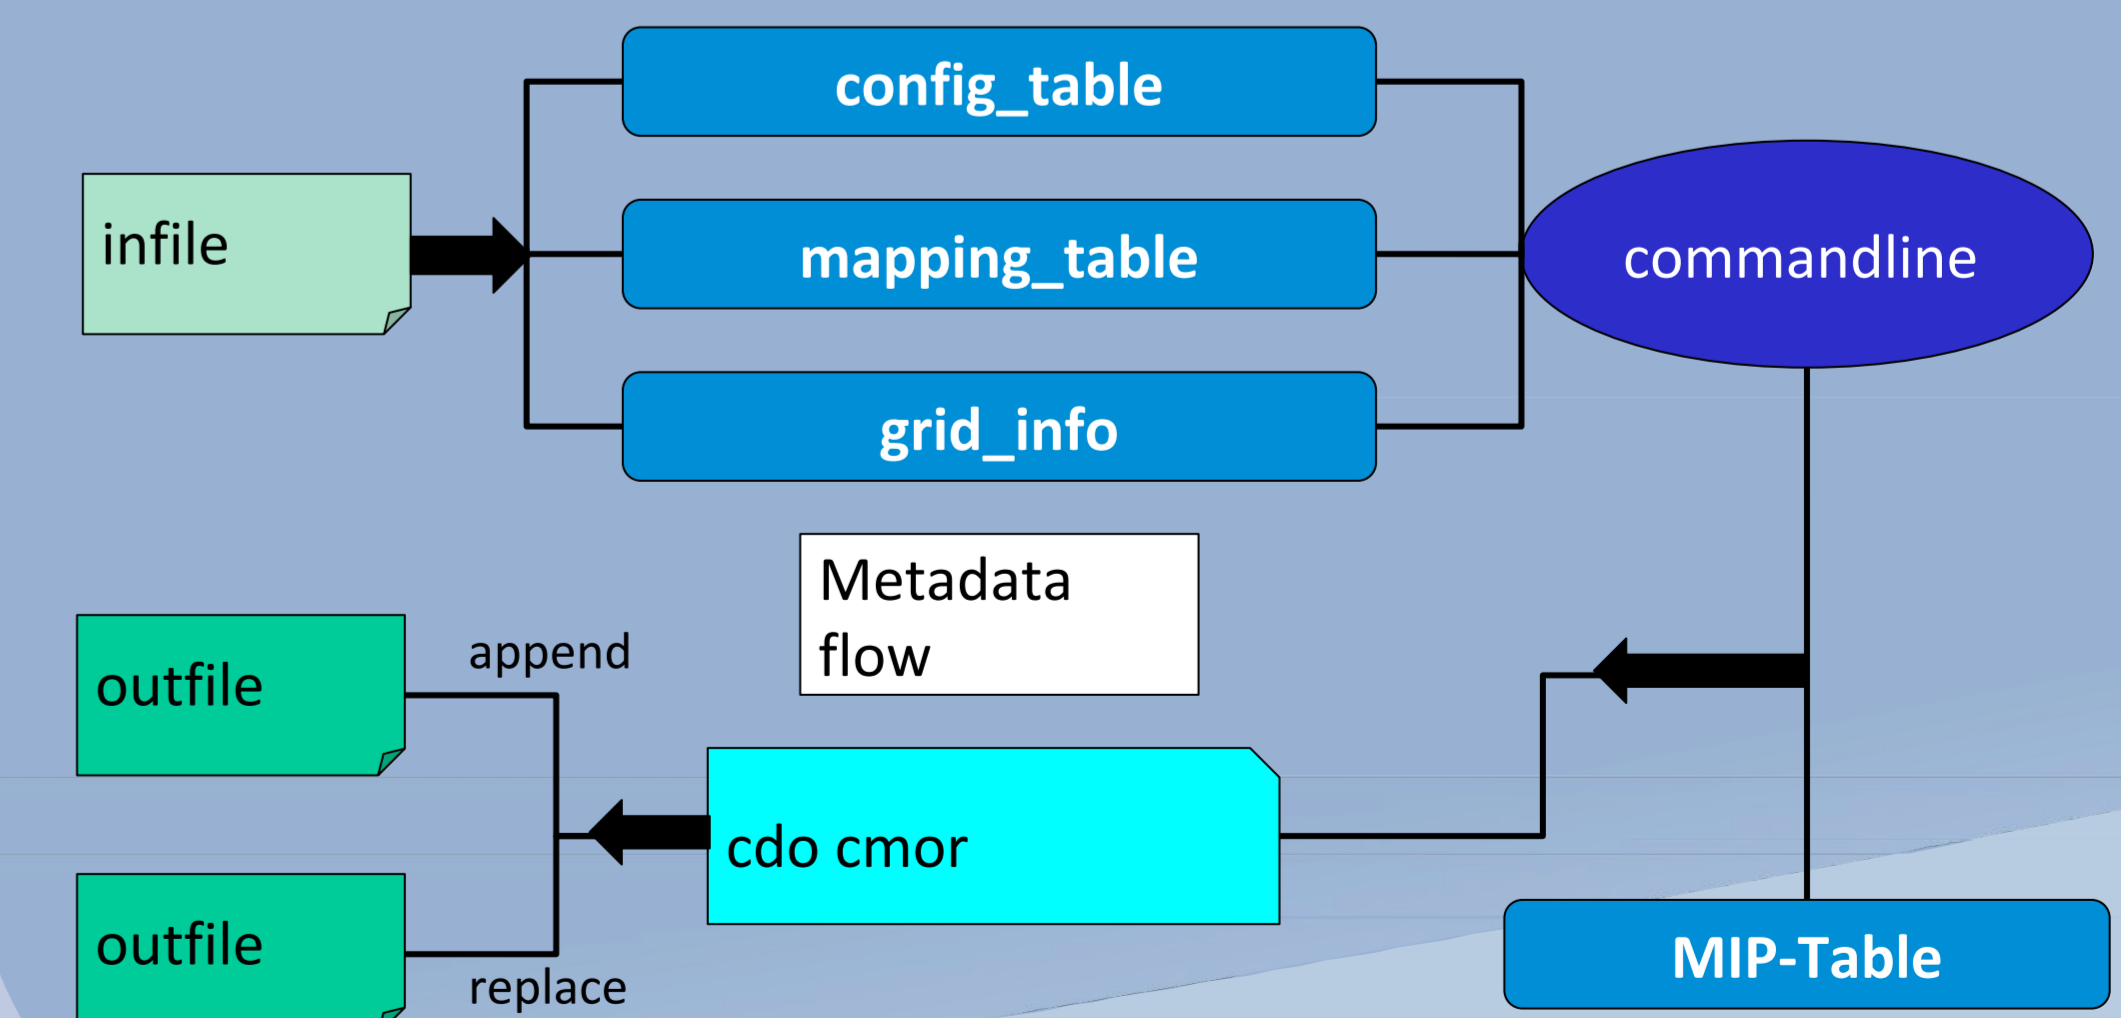 config_table
infile
mapping_table
commandline
grid_info
Metadata
flow
append
outfile
cdo cmor
outfile
replace
MIP-Table